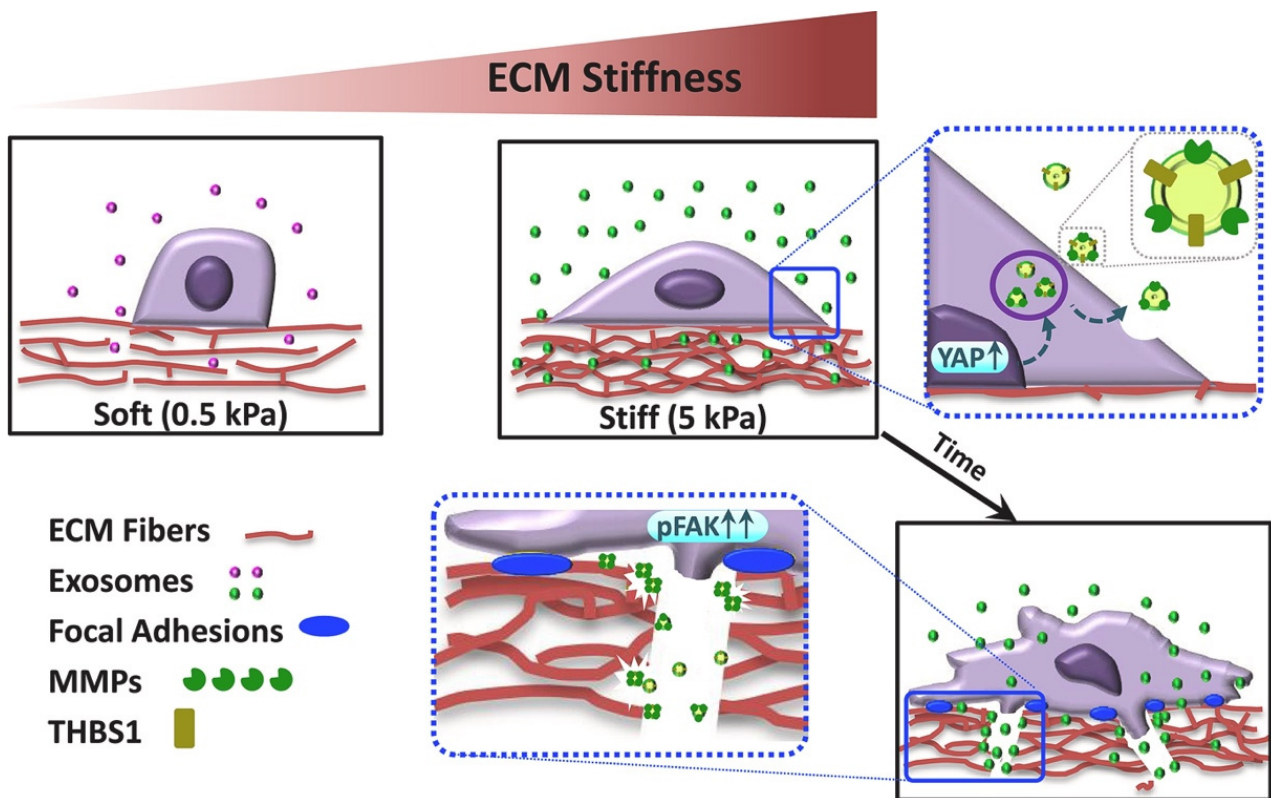 ECM Stiffness
Soft (0.5 kPa)
Stiff (5 kPa)
YAP↑
Time
ECM Fibers
Exosomes
Focal Adhesions
MMPs
THBS1
pFAK↑↑